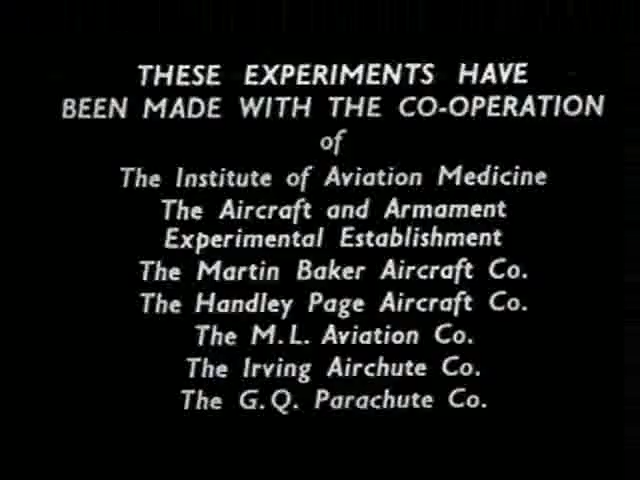 THESE EXPERIMENTS HAVE
BEEN MADE WITH THE CO-OPERATION
of
The Institute of Aviation Medicine
The Aircraft and Armament
Experimental Establishment
The Martin Baker Aircraft Co.
The Handley Page Aircraft Co.
The M.L. Aviation Co.
The Irving Airchute Co.
The G.Q. Parachute Co.